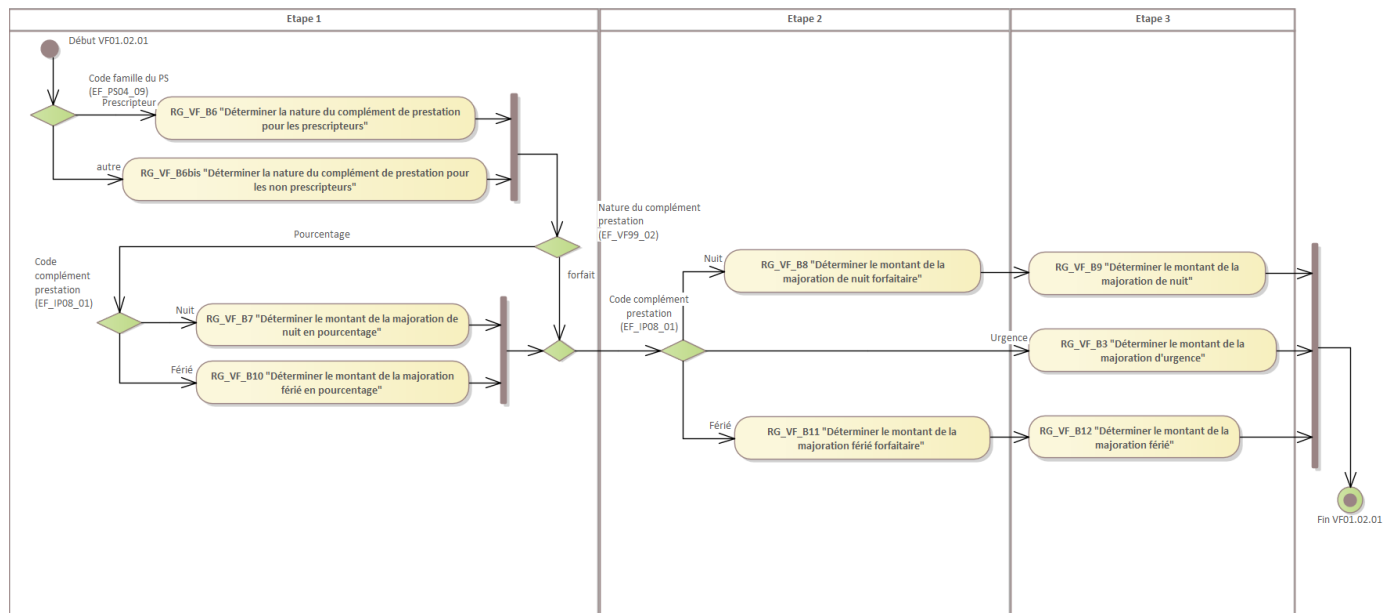 Etape 1
Etape 2
Etape 3
Début VF01.02.01
Code famille du PS
(EF_PS04_09)
Prescripteur
RG_VF_B6 "Déterminer la nature du complément de prestation
pour les prescripteurs"
autre
RG_VF_B6bis "Déterminer la nature du complément de prestation pour
les non prescripteurs"
Nature du complément
prestation
(EF_VF99_02)
Pourcentage
forfait
Code
complément
prestation
(EF_IP08_01)
Nuit
RG_VF_B7 "Déterminer le montant de la majoration de
nuit en pourcentage"
Férié
RG_VF_B10 "Déterminer le montant de la majoration
férié en pourcentage"
Code complément
prestation
(EF_IP08_01)
Nuit
RG_VF_B8 "Déterminer le montant de la
majoration de nuit forfaitaire"
RG_VF_B9 "Déterminer le montant de la
majoration de nuit"
Urgence
RG_VF_B3 "Déterminer le montant de la
majoration d'urgence"
Férié
RG_VF_B11 "Déterminer le montant de la
majoration férié forfaitaire"
RG_VF_B12 "Déterminer le montant de la
majoration férié"
Fin VF01.02.01